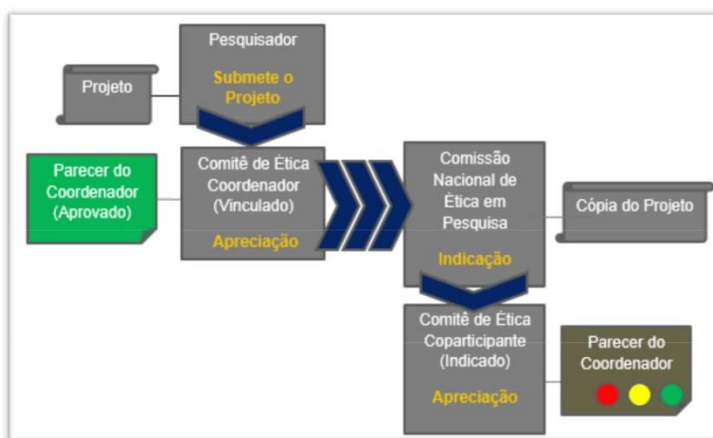 Pesquisador
Submete o
Projeto
Projeto
Parecer do
Coordenador
(Aprovado)
Comitê de Ética
Coordenador
(Vinculado)
Apreciação
Comissão
Nacional de
Ética em
Pesquisa
Indicação
Cópia do Projeto
Comitê de Ética
Coparticipante
(Indicado)
Apreciação
Parecer do
Coordenador